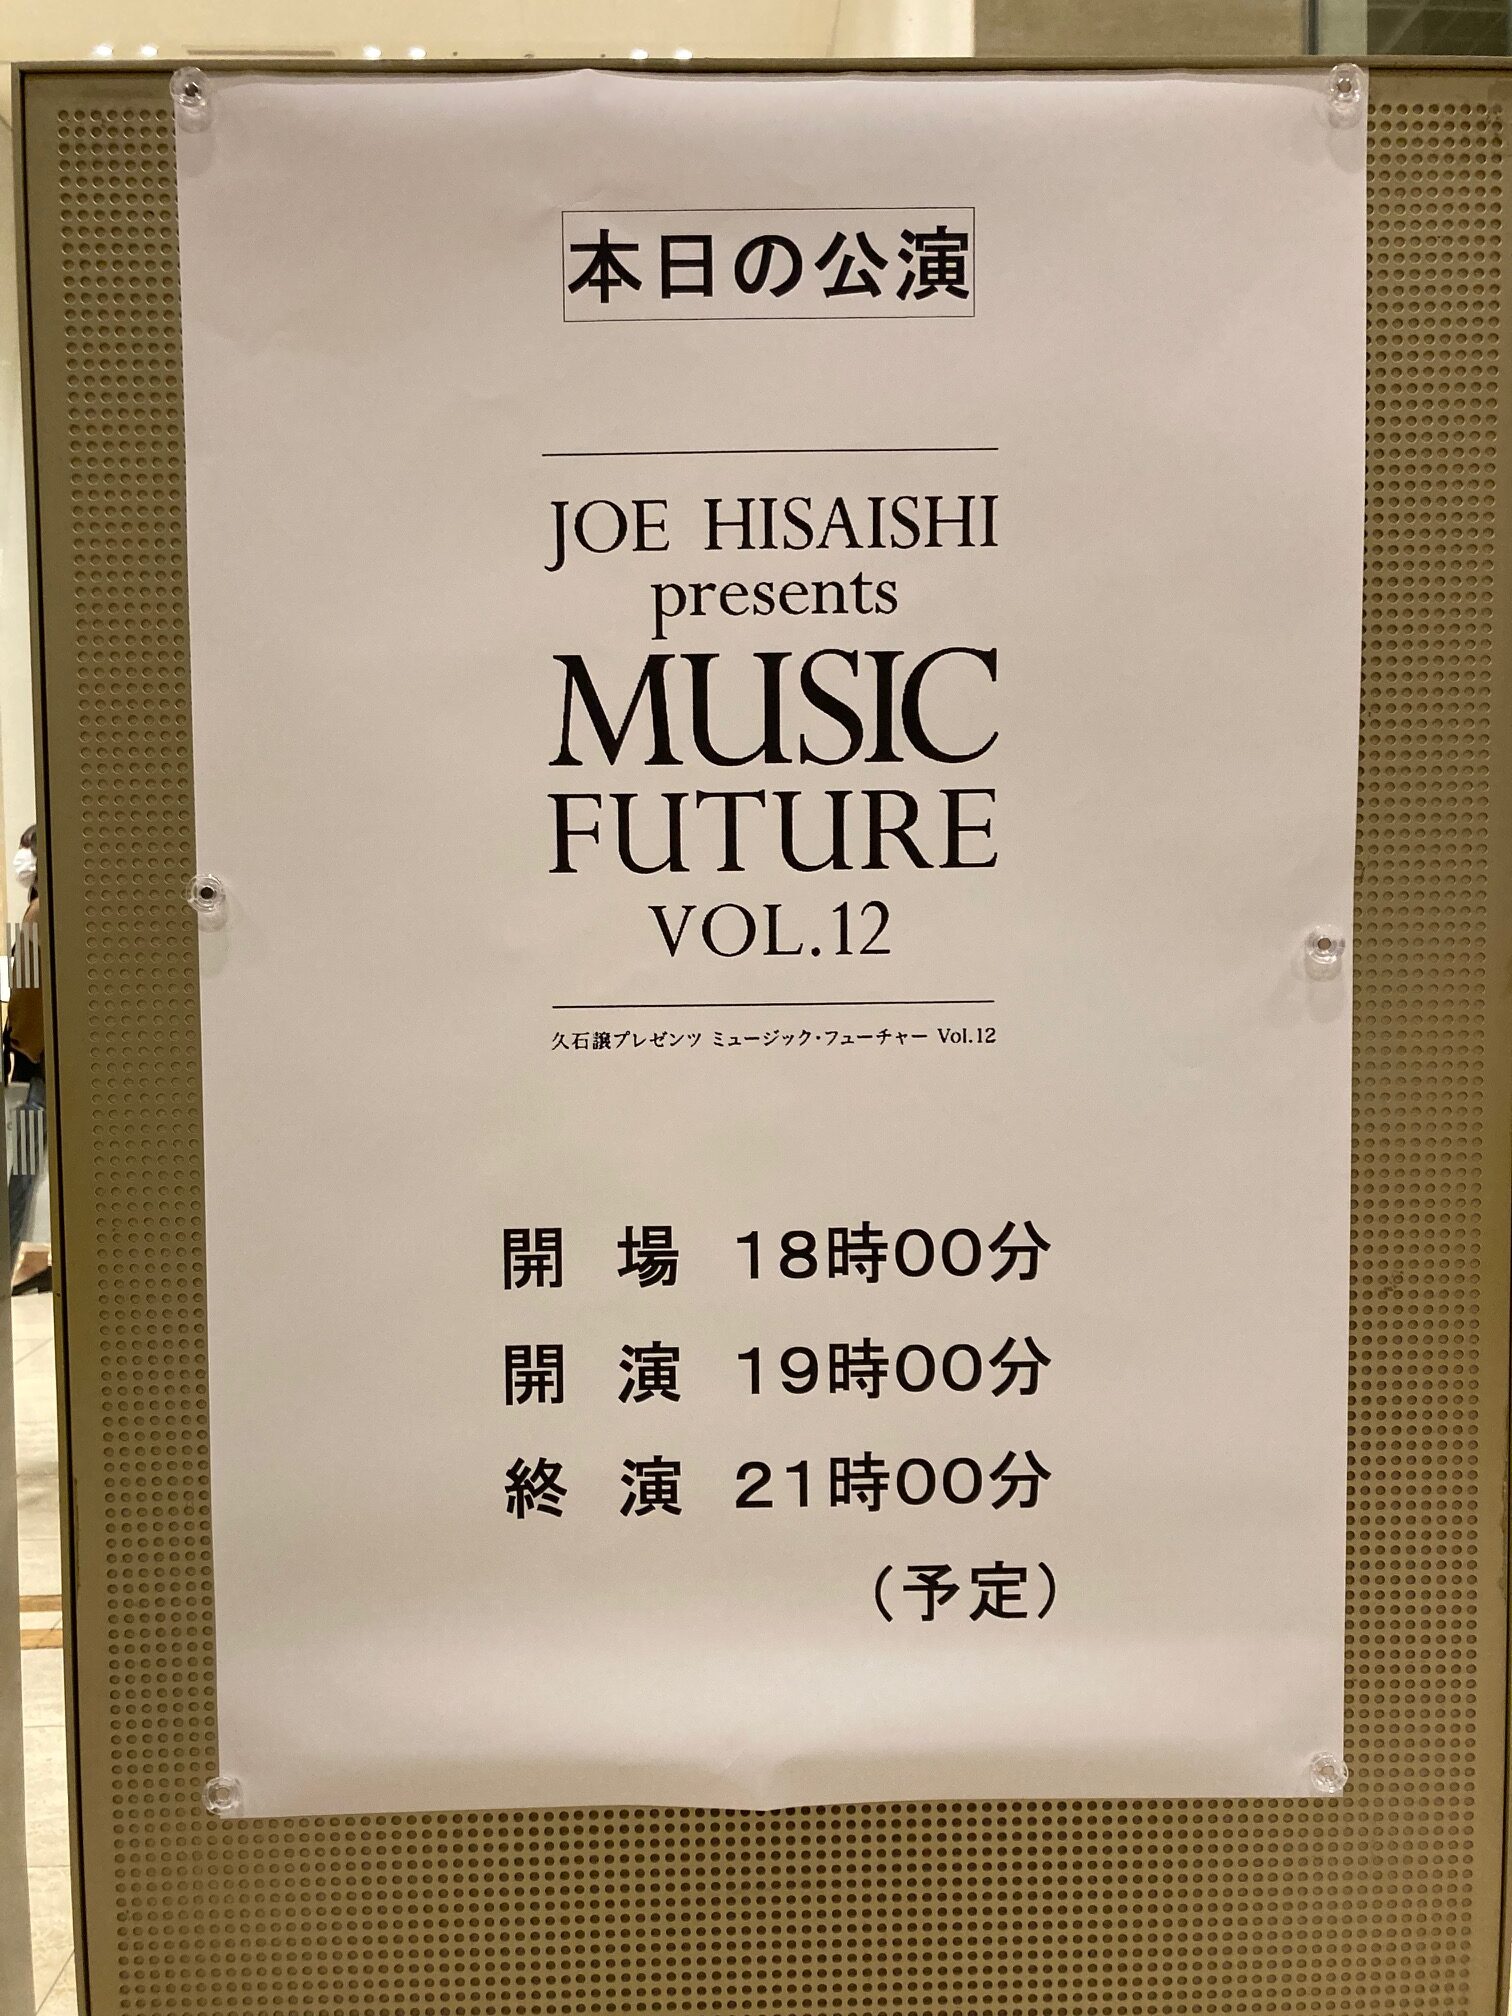 本日の公演
JOE HISAISHI
presents
MUSIC
FUTURE
VOL.12
久石譲プレゼンツ ミュージック・フューチャー Vol.12
開 場 18時00分
開 演 19時00分
終 演 21時00分
(予定)